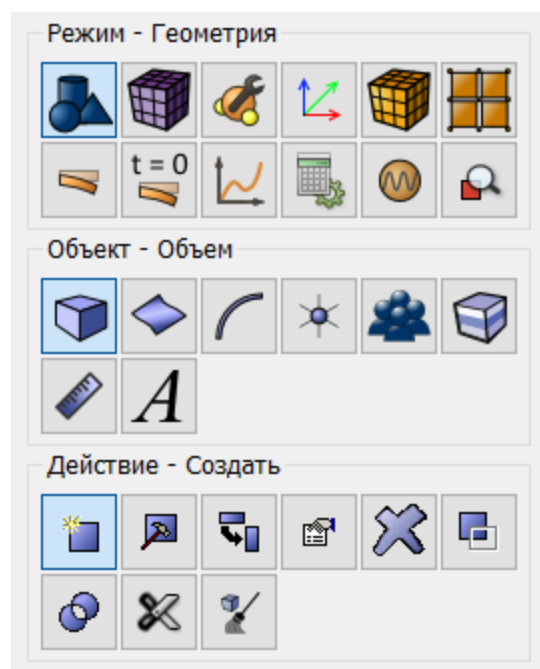 Режим - Геометрия
t = 0
Объект - Объем
A
Действие - Создать